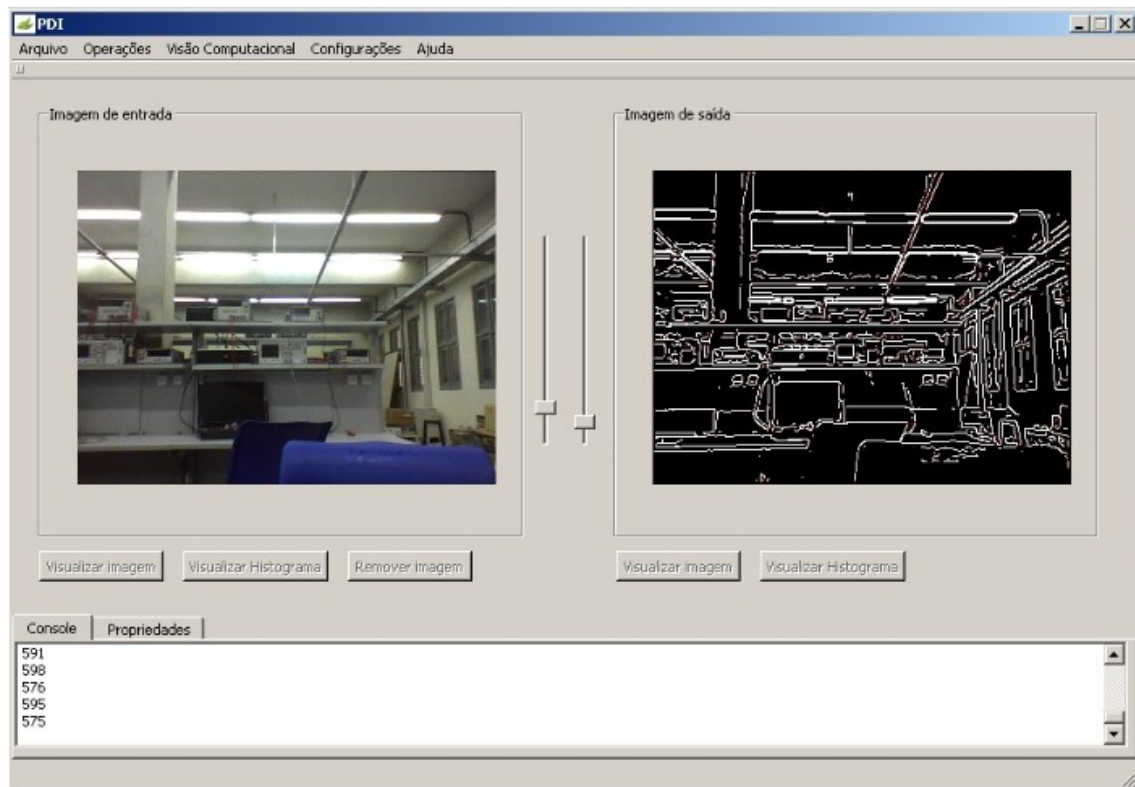 PDI
Arquivo Operações Visão Computacional Configurações Ajuda
Imagem de entrada
Imagem de saída
Visualizar imagem Visualizar Histograma Remover imagem
Visualizar imagem Visualizar Histograma
Console Propriedades
591
598
576
595
575